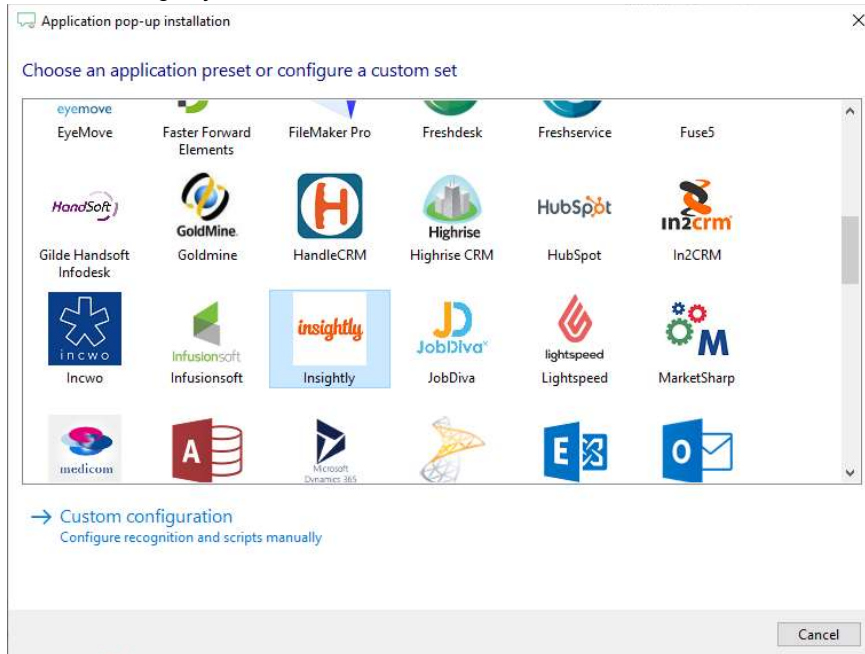 Application pop-up installation
Choose an application preset or configure a custom set
eyemove
EyeMove
Faster Forward
Elements
FileMaker Pro
Freshdesk
Freshservice
Fuse5
HandSoft
GoldMine
Highrise
HubSpot
in2crm
Gilde Handsoft
Infodesk
Goldmine
HandleCRM
Highrise CRM
HubSpot
In2CRM
incwo
Infusionsoft
insightly
JobDiva
lightspeed
M
Incwo
Infusionsoft
Insightly
JobDiva
Lightspeed
MarketSharp
medicom
A
Microsoft
Dynamics 365
E
O
Custom configuration
Configure recognition and scripts manually
Cancel